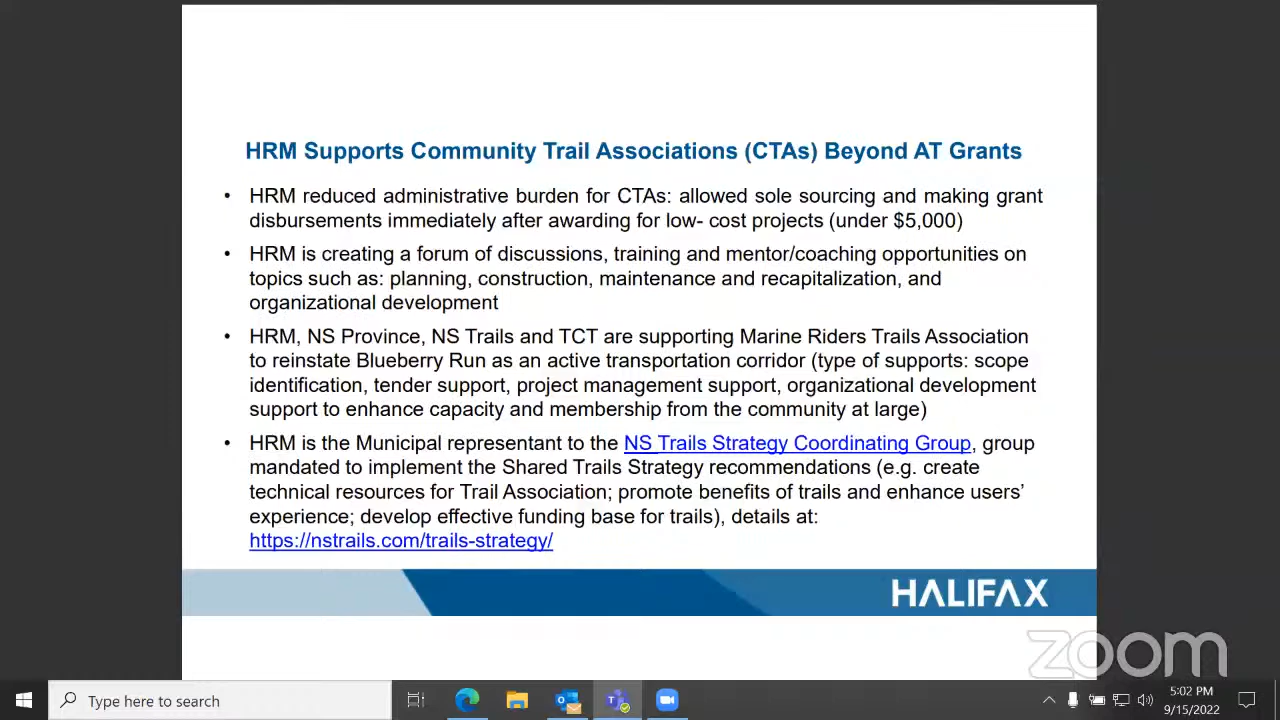 HRM Supports Community Trail Associations (CTAs) Beyond AT Grants
• HRM reduced administrative burden for CTAs: allowed sole sourcing and making grant
disbursements immediately after awarding for low- cost projects (under $5,000)
• HRM is creating a forum of discussions, training and mentor/coaching opportunities on
topics such as: planning, construction, maintenance and recapitalization, and
organizational development
• HRM, NS Province, NS Trails and TCT are supporting Marine Riders Trails Association
to reinstate Blueberry Run as an active transportation corridor (type of supports: scope
identification, tender support, project management support, organizational development
support to enhance capacity and membership from the community at large)
• HRM is the Municipal representant to the NS Trails Strategy Coordinating Group, group
mandated to implement the Shared Trails Strategy recommendations (e.g. create
technical resources for Trail Association; promote benefits of trails and enhance users’
experience; develop effective funding base for trails), details at:
https://nstrails.com/trails-strategy/
HALIFAX
zoom
Type here to search
5:02 PM
9/15/2022